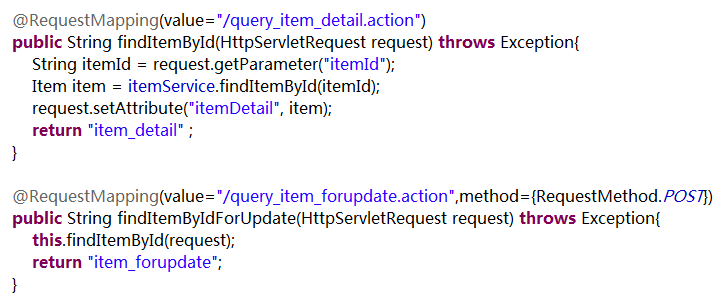 @RequestMapping(value="/query_item_detail.action")
public String findItemById(HttpServletRequest request) throws Exception{
String itemId = request.getParameter("itemId");
Item item = itemService.findItemById(itemId);
request.setAttribute("itemDetail", item);
return "item_detail" ;
}
@RequestMapping(value="/query_item_forupdate.action",method={RequestMethod.POST})
public String findItemByIdForUpdate(HttpServletRequest request) throws Exception{
this.findItemById(request);
return "item_forupdate";
}